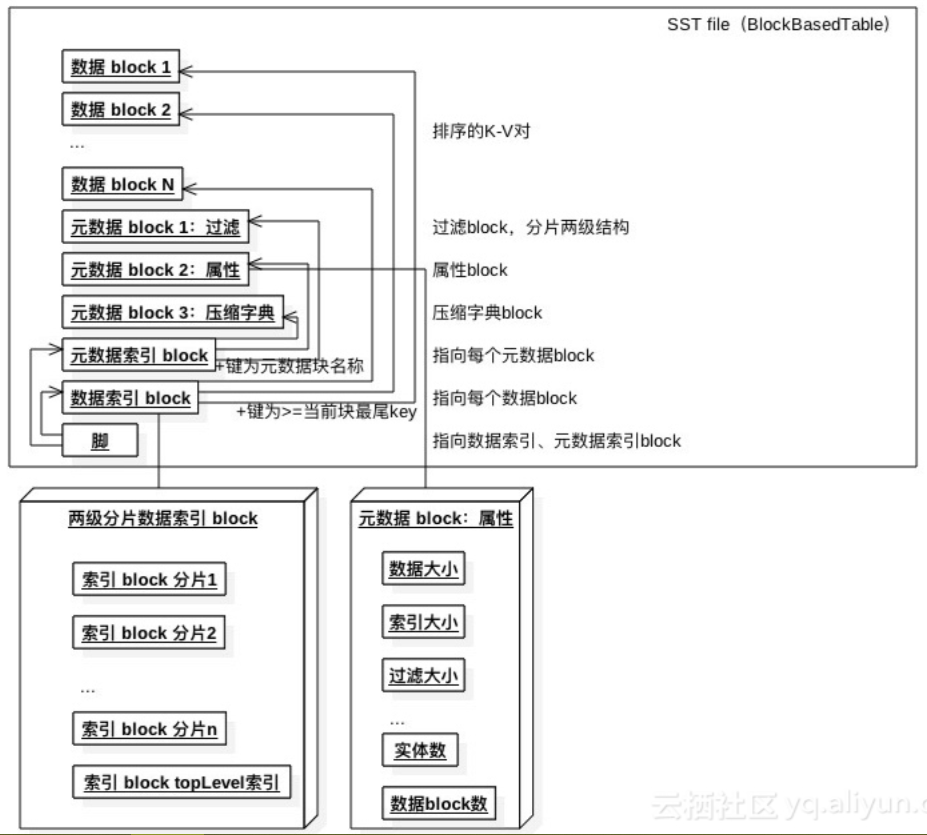 SST file（BlockBasedTable）
数据 block 1
数据 block 2
排序的K-V对
...
数据 block N
元数据 block 1：过滤
过滤block，分片两级结构
元数据 block 2：属性
属性block
元数据 block 3：压缩字典
压缩字典block
元数据索引 block
+键为元数据块名称
指向每个元数据block
数据索引 block
+键为>=当前块最尾key
指向每个数据block
脚
指向数据索引、元数据索引block
两级分片数据索引 block
索引 block 分片1
索引 block 分片2
...
索引 block 分片n
索引 block topLevel索引
元数据 block：属性
数据大小
索引大小
过滤大小
...
实体数
数据block数
云栖社区 yq.aliyun.c